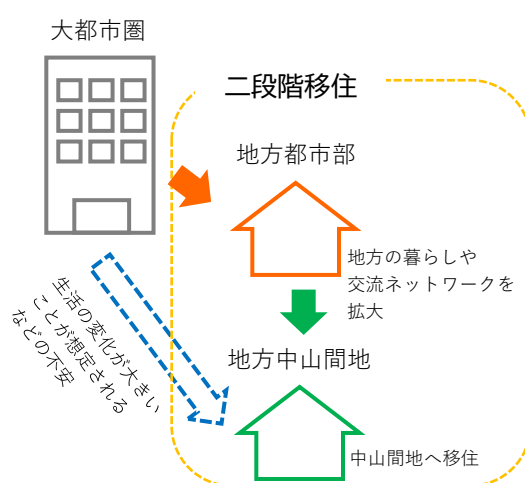 大都市圏
二段階移住
地方都市部
地方の暮らしや
交流ネットワークを
拡大
生活の変化が大きい
ことが想定される
などの不安
地方中山間地
中山間地へ移住